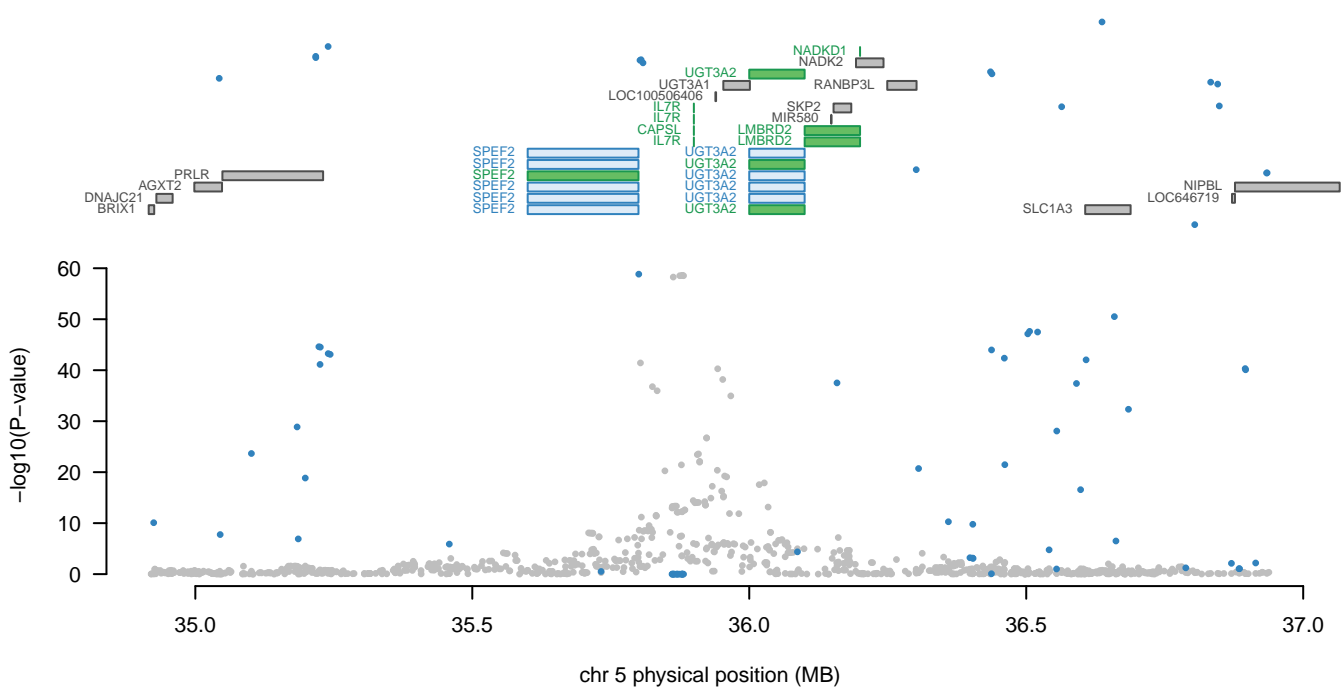 NADKD1
NADK2
UGT3A2
UGT3A1 RANBP3L
LOC100506406
IL7R SKP2
IL7R MIR580
CAPSL LMBRD2
IL7R LMBRD2
SPEF2 UGT3A2
SPEF2 UGT3A2
PRLR SPEF2 UGT3A2
AGXT2 SPEF2 UGT3A2 NIPBL
DNAJC21 SPEF2 UGT3A2 LOC646719
BRIX1 SPEF2 UGT3A2 SLC1A3
60
50
40
30
20
10
0
−log10(P−value)
35.0 35.5 36.0 36.5 37.0
chr 5 physical position (MB)